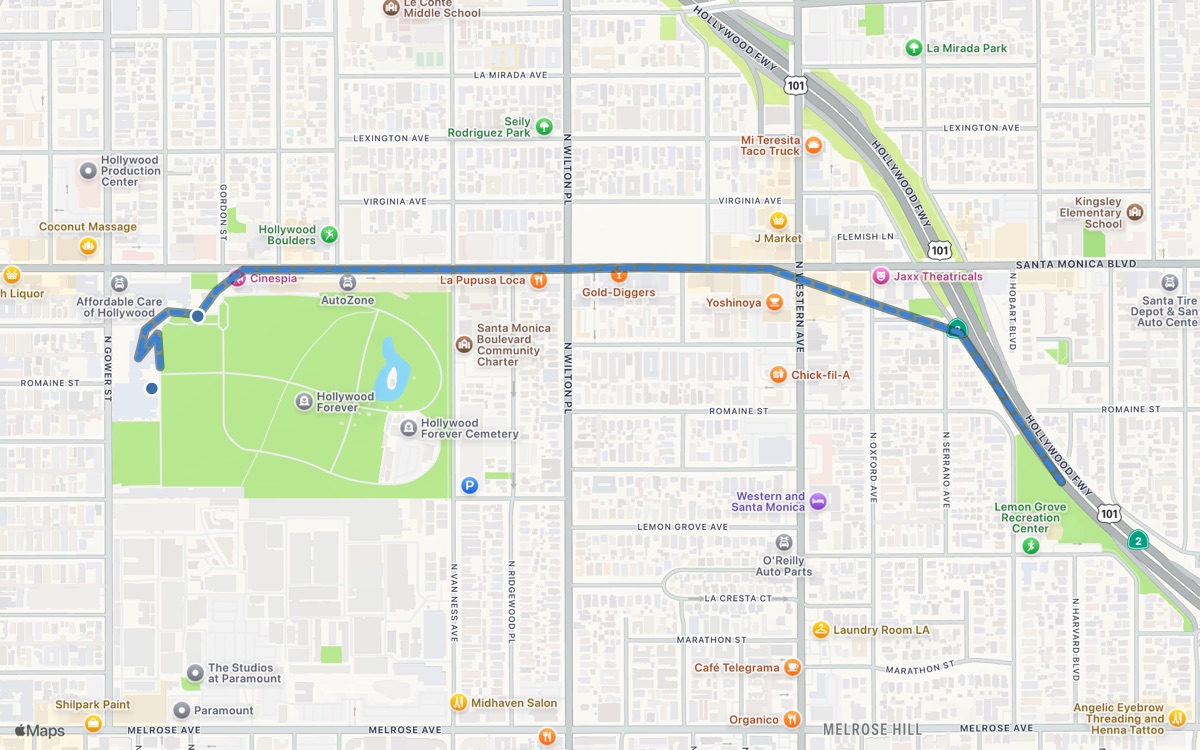 Le Conte
Middle School
HOLLYWOOD FWY
La Mirada Park
LA MIRADA AVE
101
Seily
Rodriguez Park
LEXINGTON AVE
LEXINGTON AVE
Mi Teresita
Taco Truck
N WILTON PL
HOLLYWOOD FWY
Hollywood
Production
Center
GORDON ST
VIRGINIA AVE
VIRGINIA AVE
Kingsley
Elementary
School
Coconut Massage
Hollywood
Boulders
J Market
FLEMISH LN
101
SANTA MONICA BLVD
h Liquor
Cinespia
La Pupusa Loca
Jaxx Theatricals
Affordable Care
of Hollywood
AutoZone
Gold-Diggers
Yoshinoya
N WESTERN AVE
N HOBART BLVD
Santa Tire
Depot & San
Auto Cente
2
Santa Monica
Boulevard
Community
Charter
N GOWER ST
N WILTON PL
Chick-fil-A
ROMAINE ST
Hollywood
Forever
ROMAINE ST
ROMAINE ST
Hollywood
Forever Cemetery
N OXFORD AVE
N SERRANO AVE
HOLLYWOOD FWY
P
Western and
Santa Monica
Lemon Grove
Recreation
Center
101
LEMON GROVE AVE
2
O'Reilly
Auto Parts
N VAN NESS AVE
N RIDGEWOOD PL
LA CRESTA CT
N HARVARD BLVD
Laundry Room LA
MARATHON ST
The Studios
at Paramount
Café Telegrama
MARATHON ST
Shilpark Paint
Paramount
Midhaven Salon
Organico
Angelic Eyebrow
Threading and
Henna Tattoo
Maps
MELROSE AVE
MELROSE AVE
MELROSE HILL
MELROSE AVE